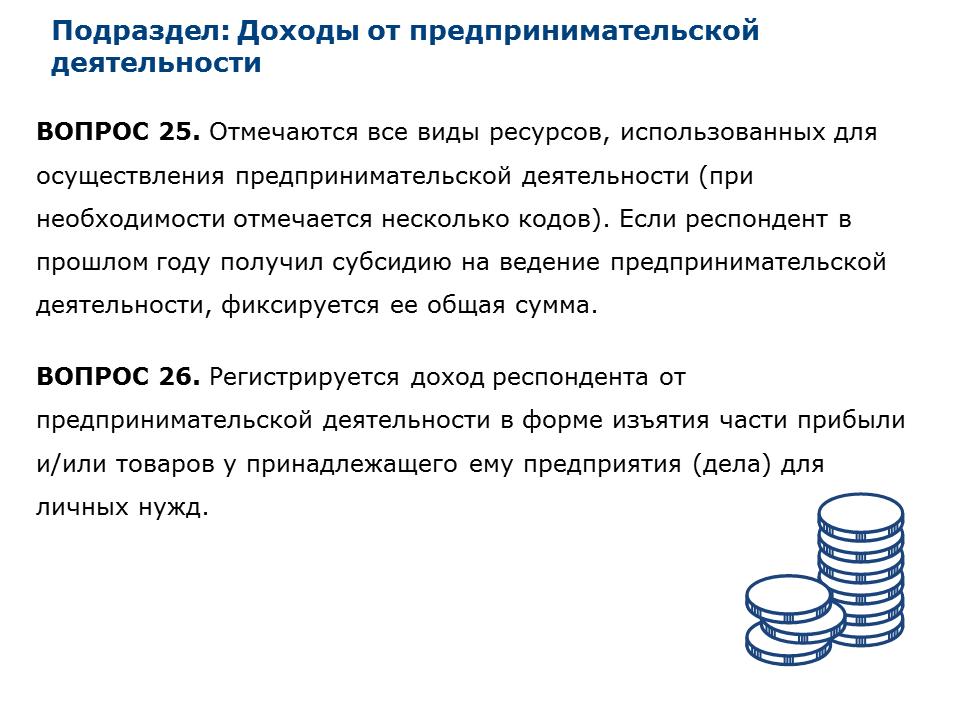 Подраздел: Доходы от предпринимательской
деятельности
ВОПРОС 25. Отмечаются все виды ресурсов, использованных для
осуществления предпринимательской деятельности (при
необходимости отмечается несколько кодов). Если респондент в
прошлом году получил субсидию на ведение предпринимательской
деятельности, фиксируется ее общая сумма.
ВОПРОС 26. Регистрируется доход респондента от
предпринимательской деятельности в форме изъятия части прибыли
и/или товаров у принадлежащего ему предприятия (дела) для
личных нужд.